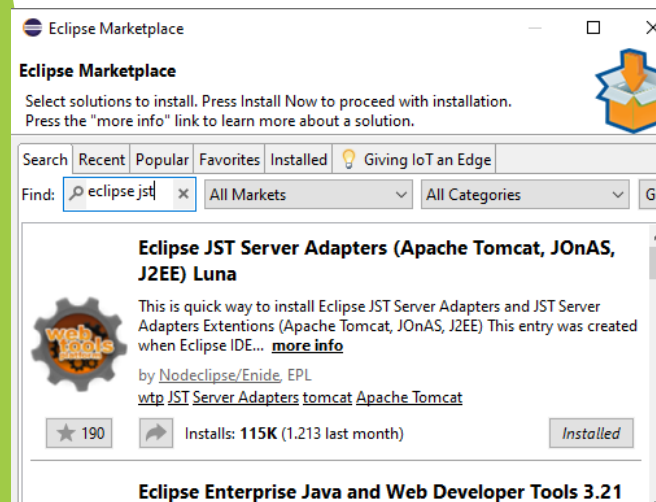 Eclipse Marketplace
Eclipse Marketplace
Select solutions to install. Press Install Now to proceed with installation.
Press the "more info" link to learn more about a solution.
Search Recent Popular Favorites Installed Giving IoT an Edge
Find: eclipse jst All Markets All Categories G
Eclipse JST Server Adapters (Apache Tomcat, JOnAS,
J2EE) Luna
This is quick way to install Eclipse JST Server Adapters and JST Server
Adapters Extentions (Apache Tomcat, JOnAS, J2EE) This entry was created
when Eclipse IDE... more info
web
tools
by Nodeclipse/Enide, EPL
wtp JST Server Adapters tomcat Apache Tomcat
190 Installs: 115K (1.213 last month) Installed
Eclipse Enterprise Java and Web Developer Tools 3.21